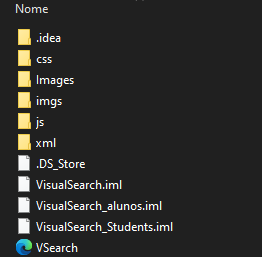 Nome
.idea
css
Images
imgs
js
xml
.DS_Store
VisualSearch.iml
VisualSearch_alunos.iml
VisualSearch_Students.iml
VSearch